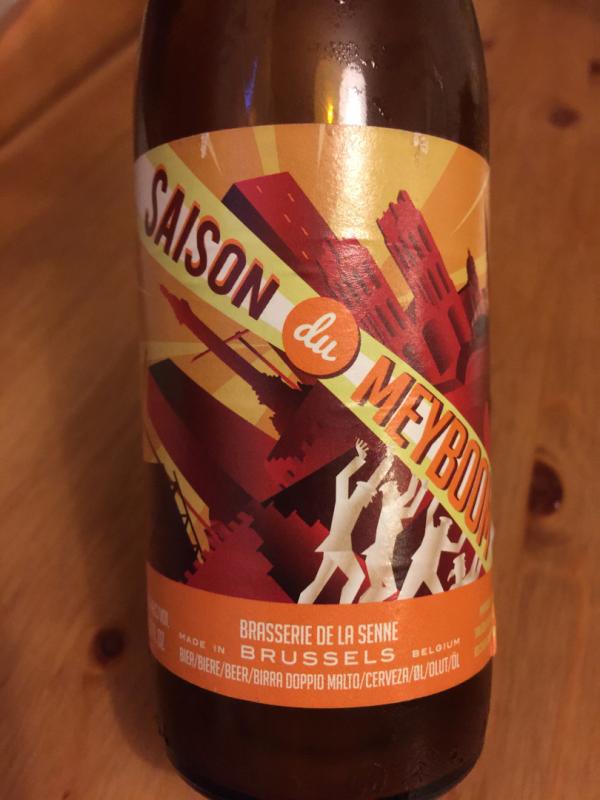 SAISON
du
MEYBOOM
BRASSERIE DE LA SENNE
MADE IN BRUSSELS BELGIUM
BIER/BIERE/BEER/BIRRA DOPPIO MALTO/CERVEZA/ØL/OLUT/ÖL